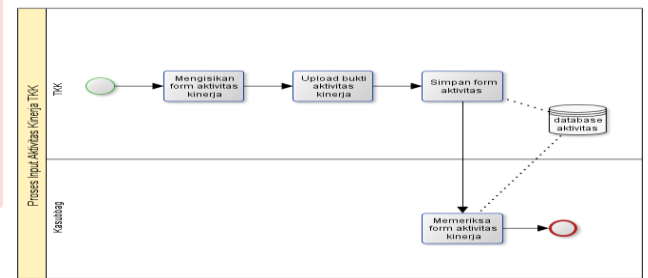 Proses Input Aktivitas Kinerja TKK
TKK
Mengisikan
form aktivitas
kinerja
Upload bukti
aktivitas
kinerja
Simpan form
aktivitas
database
aktivitas
Kasubbag
Memeriksa
form aktivitas
kinerja